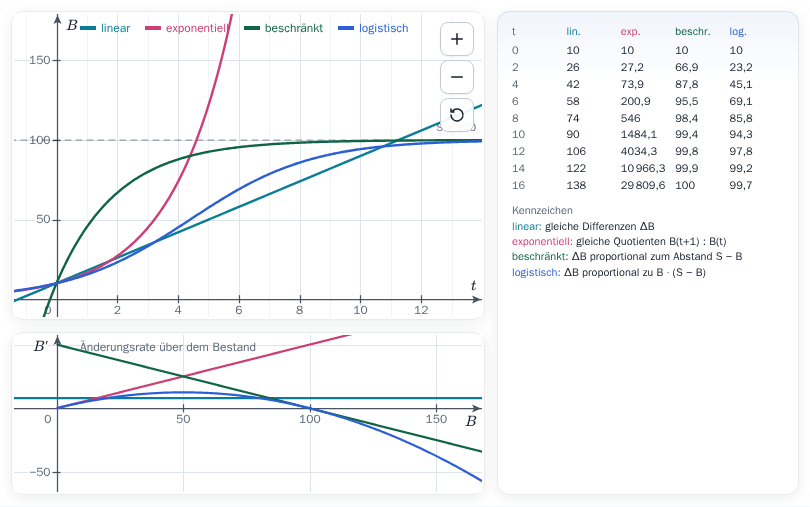 B
linear exponentiell beschränkt logistisch
150
100
50
0 2 4 6 8 10 12
t
+
−
B′
Änderungsrate über dem Bestand
0 50 100 150
B
−50
t lin. exp. beschr. log.
0 10 10 10 10
2 26 27,2 66,9 23,2
4 42 73,9 87,8 45,1
6 58 200,9 95,5 69,1
8 74 546 98,4 85,8
10 90 1484,1 99,4 94,3
12 106 4034,3 99,8 97,8
14 122 10 966,3 99,9 99,2
16 138 29 809,6 100 99,7
Kennzeichen
linear: gleiche Differenzen ΔB
exponentiell: gleiche Quotienten B(t+1) : B(t)
beschränkt: ΔB proportional zum Abstand S − B
logistisch: ΔB proportional zu B · (S − B)